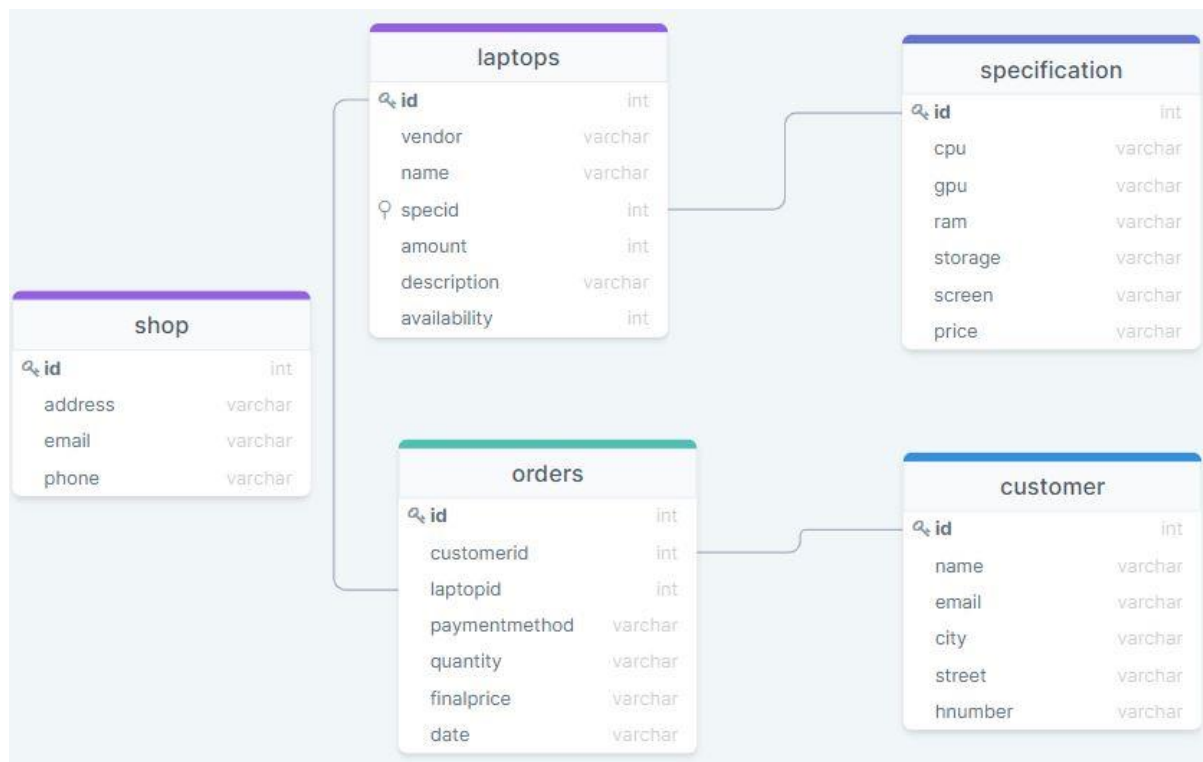 laptops
id int
vendor varchar
name varchar
specid int
amount int
description varchar
availability int
specification
id int
cpu varchar
gpu varchar
ram varchar
storage varchar
screen varchar
price varchar
shop
id int
address varchar
email varchar
phone varchar
orders
id int
customerid int
laptopid int
paymentmethod varchar
quantity varchar
finalprice varchar
date varchar
customer
id int
name varchar
email varchar
city varchar
street varchar
hnumber varchar